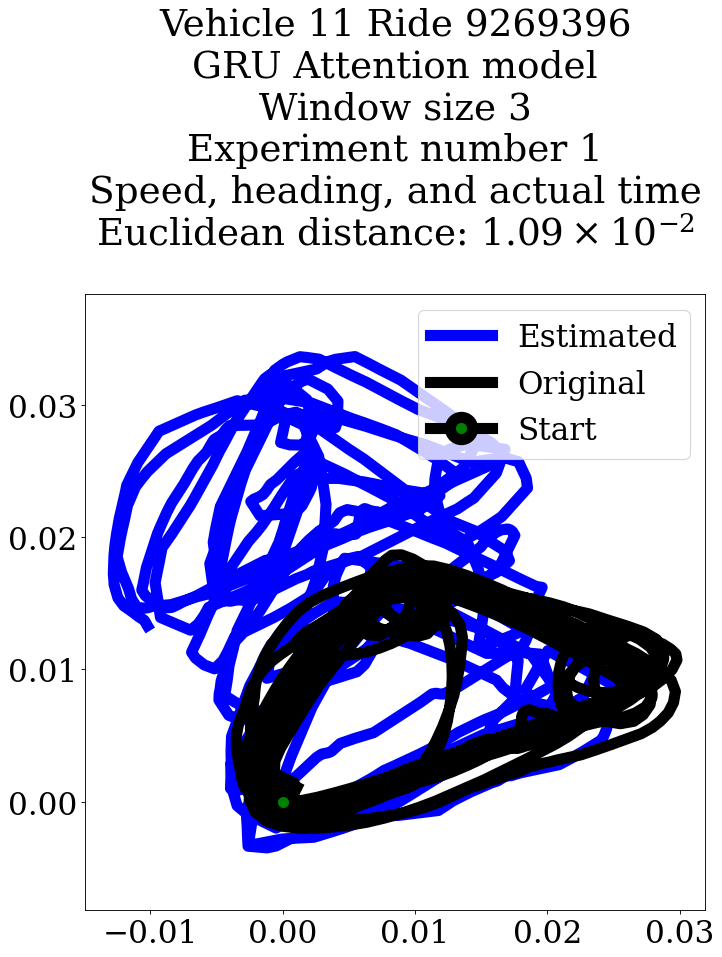 Vehicle 11 Ride 9269396
GRU Attention model
Window size 3
Experiment number 1
Speed, heading, and actual time
Euclidean distance: 1.09 × 10⁻²
Estimated
Original
Start
0.03
0.02
0.01
0.00
−0.01 0.00 0.01 0.02 0.03